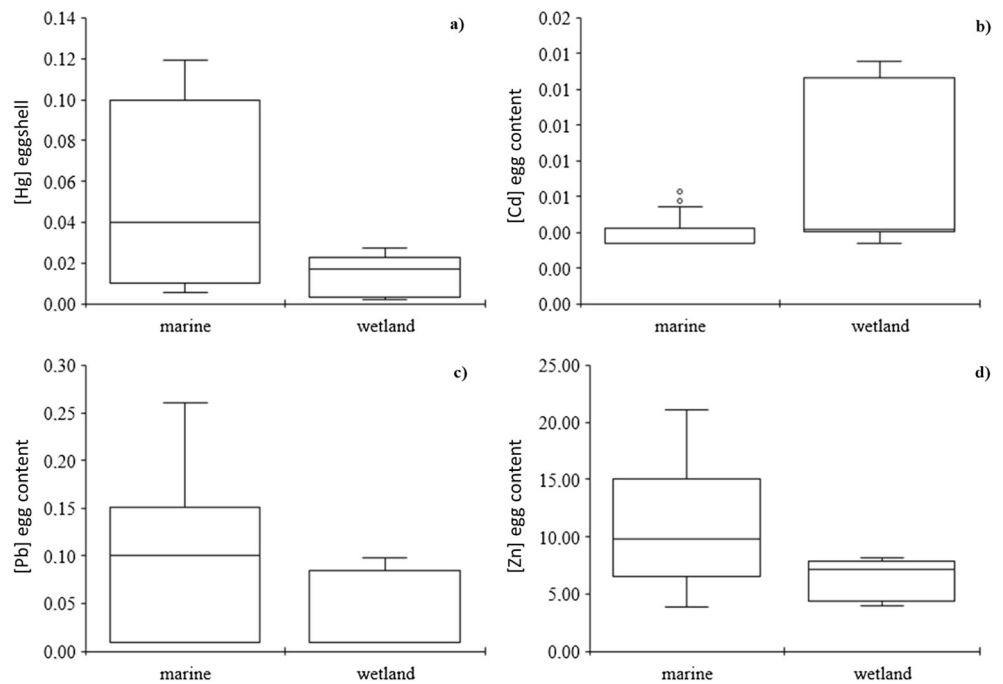 a)
[Hg] eggshell
0.14
0.12
0.10
0.08
0.06
0.04
0.02
0.00
marine wetland
b)
[Cd] egg content
0.02
0.01
0.01
0.01
0.01
0.01
0.00
0.00
0.00
marine wetland
c)
[Pb] egg content
0.30
0.25
0.20
0.15
0.10
0.05
0.00
marine wetland
d)
[Zn] egg content
25.00
20.00
15.00
10.00
5.00
0.00
marine wetland